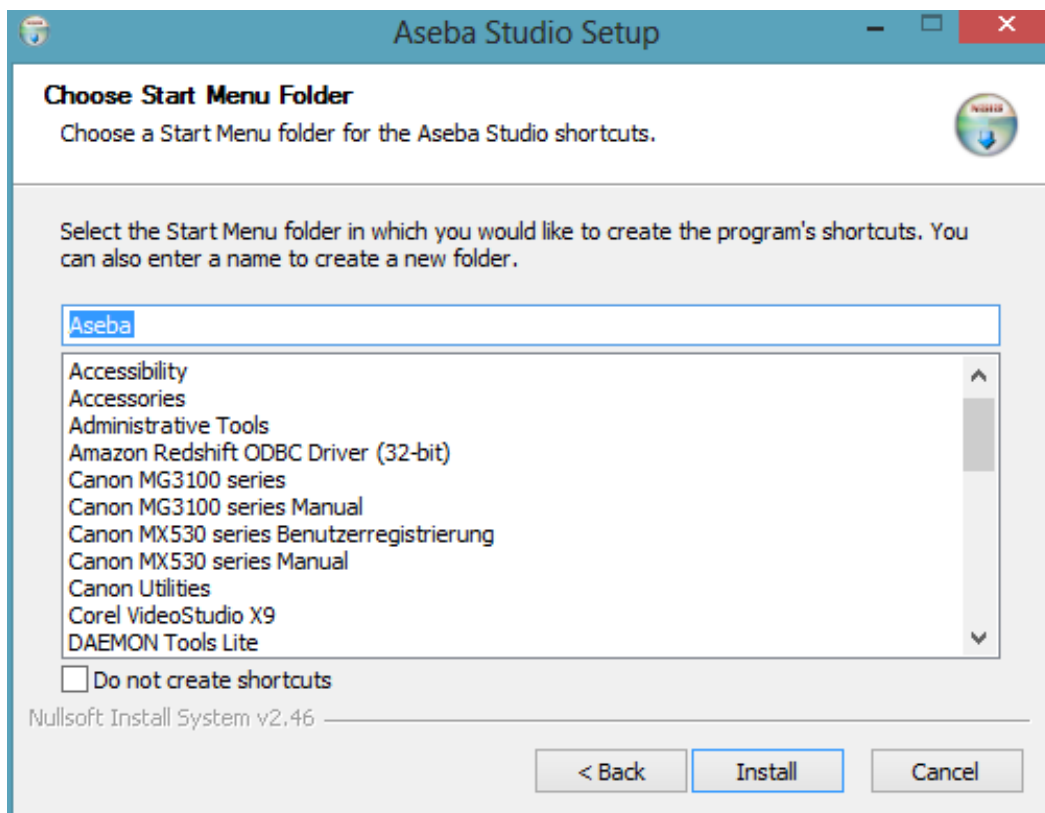 Aseba Studio Setup
Choose Start Menu Folder
Choose a Start Menu folder for the Aseba Studio shortcuts.
Select the Start Menu folder in which you would like to create the program's shortcuts. You
can also enter a name to create a new folder.
Aseba
Accessibility
Accessories
Administrative Tools
Amazon Redshift ODBC Driver (32-bit)
Canon MG3100 series
Canon MG3100 series Manual
Canon MX530 series Benutzerregistrierung
Canon MX530 series Manual
Canon Utilities
Corel VideoStudio X9
DAEMON Tools Lite
Do not create shortcuts
Nullsoft Install System v2.46
< Back
Install
Cancel